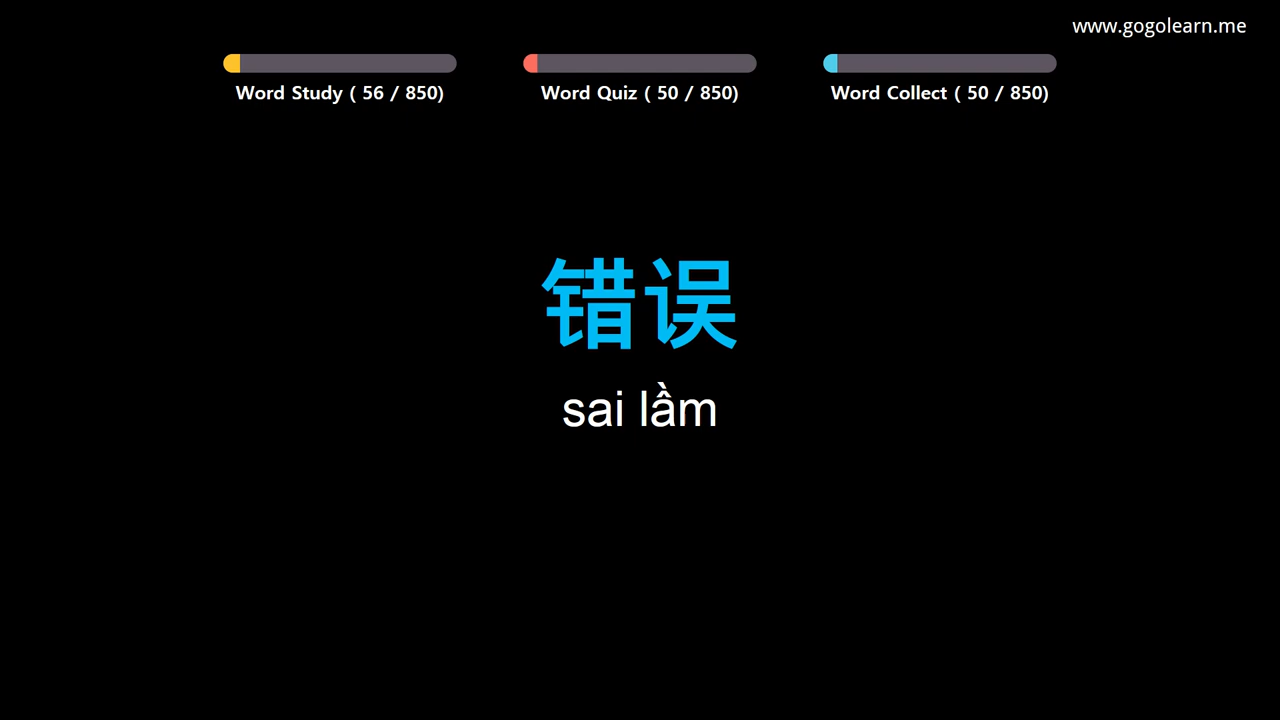 www.gogolearn.me
Word Study ( 56 / 850)
Word Quiz ( 50 / 850)
Word Collect ( 50 / 850)
错误
sai lầm